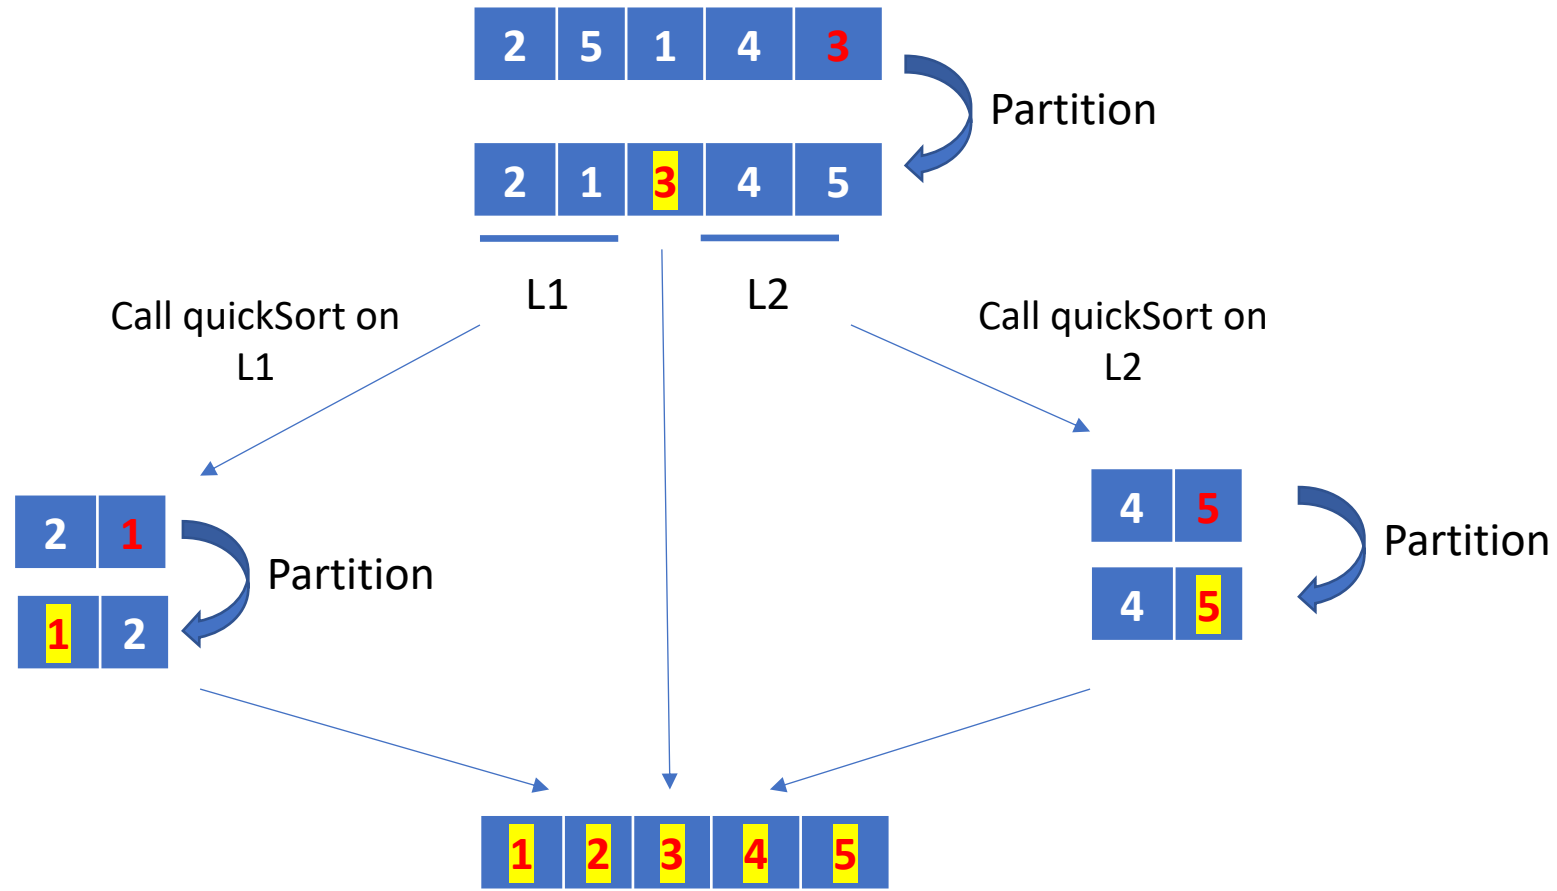 2 5 1 4 3
Partition
2 1 3 4 5
L1
L2
Call quickSort on
L1
Call quickSort on
L2
2 1
Partition
1 2
4 5
Partition
4 5
1 2 3 4 5